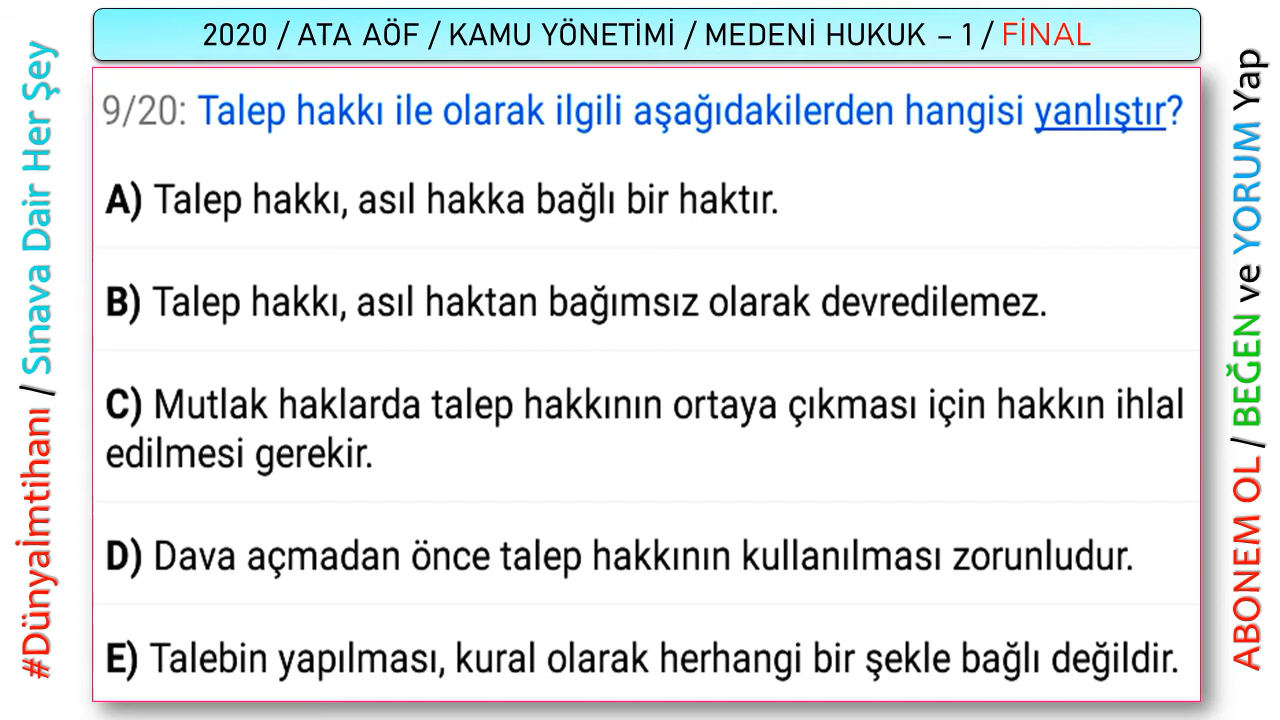 2020 / ATA AÖF / KAMU YÖNETİMİ / MEDENİ HUKUK – 1 / FİNAL
#Dünyaİmtihanı / Sınava Dair Her Şey
9/20: Talep hakkı ile olarak ilgili aşağıdakilerden hangisi yanlıştır?
A) Talep hakkı, asıl hakka bağlı bir haktır.
B) Talep hakkı, asıl haktan bağımsız olarak devredilemez.
C) Mutlak haklarda talep hakkının ortaya çıkması için hakkın ihlal
edilmesi gerekir.
D) Dava açmadan önce talep hakkının kullanılması zorunludur.
E) Talebin yapılması, kural olarak herhangi bir şekle bağlı değildir.
ABONEM OL / BEĞEN ve YORUM Yap